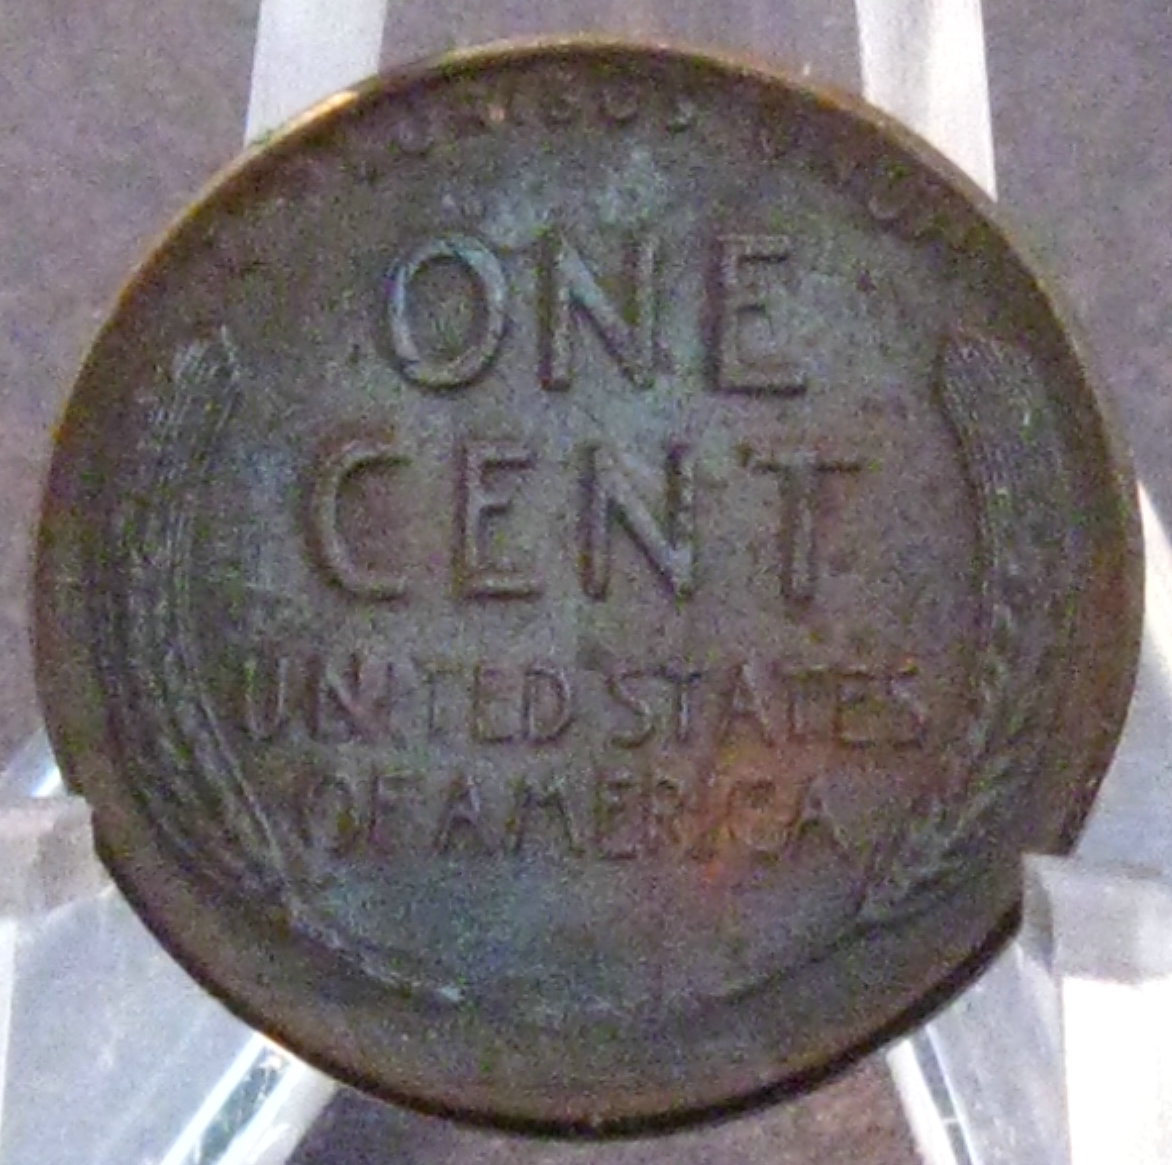 ONE
CENT
UNITED STATES
OF AMERICA